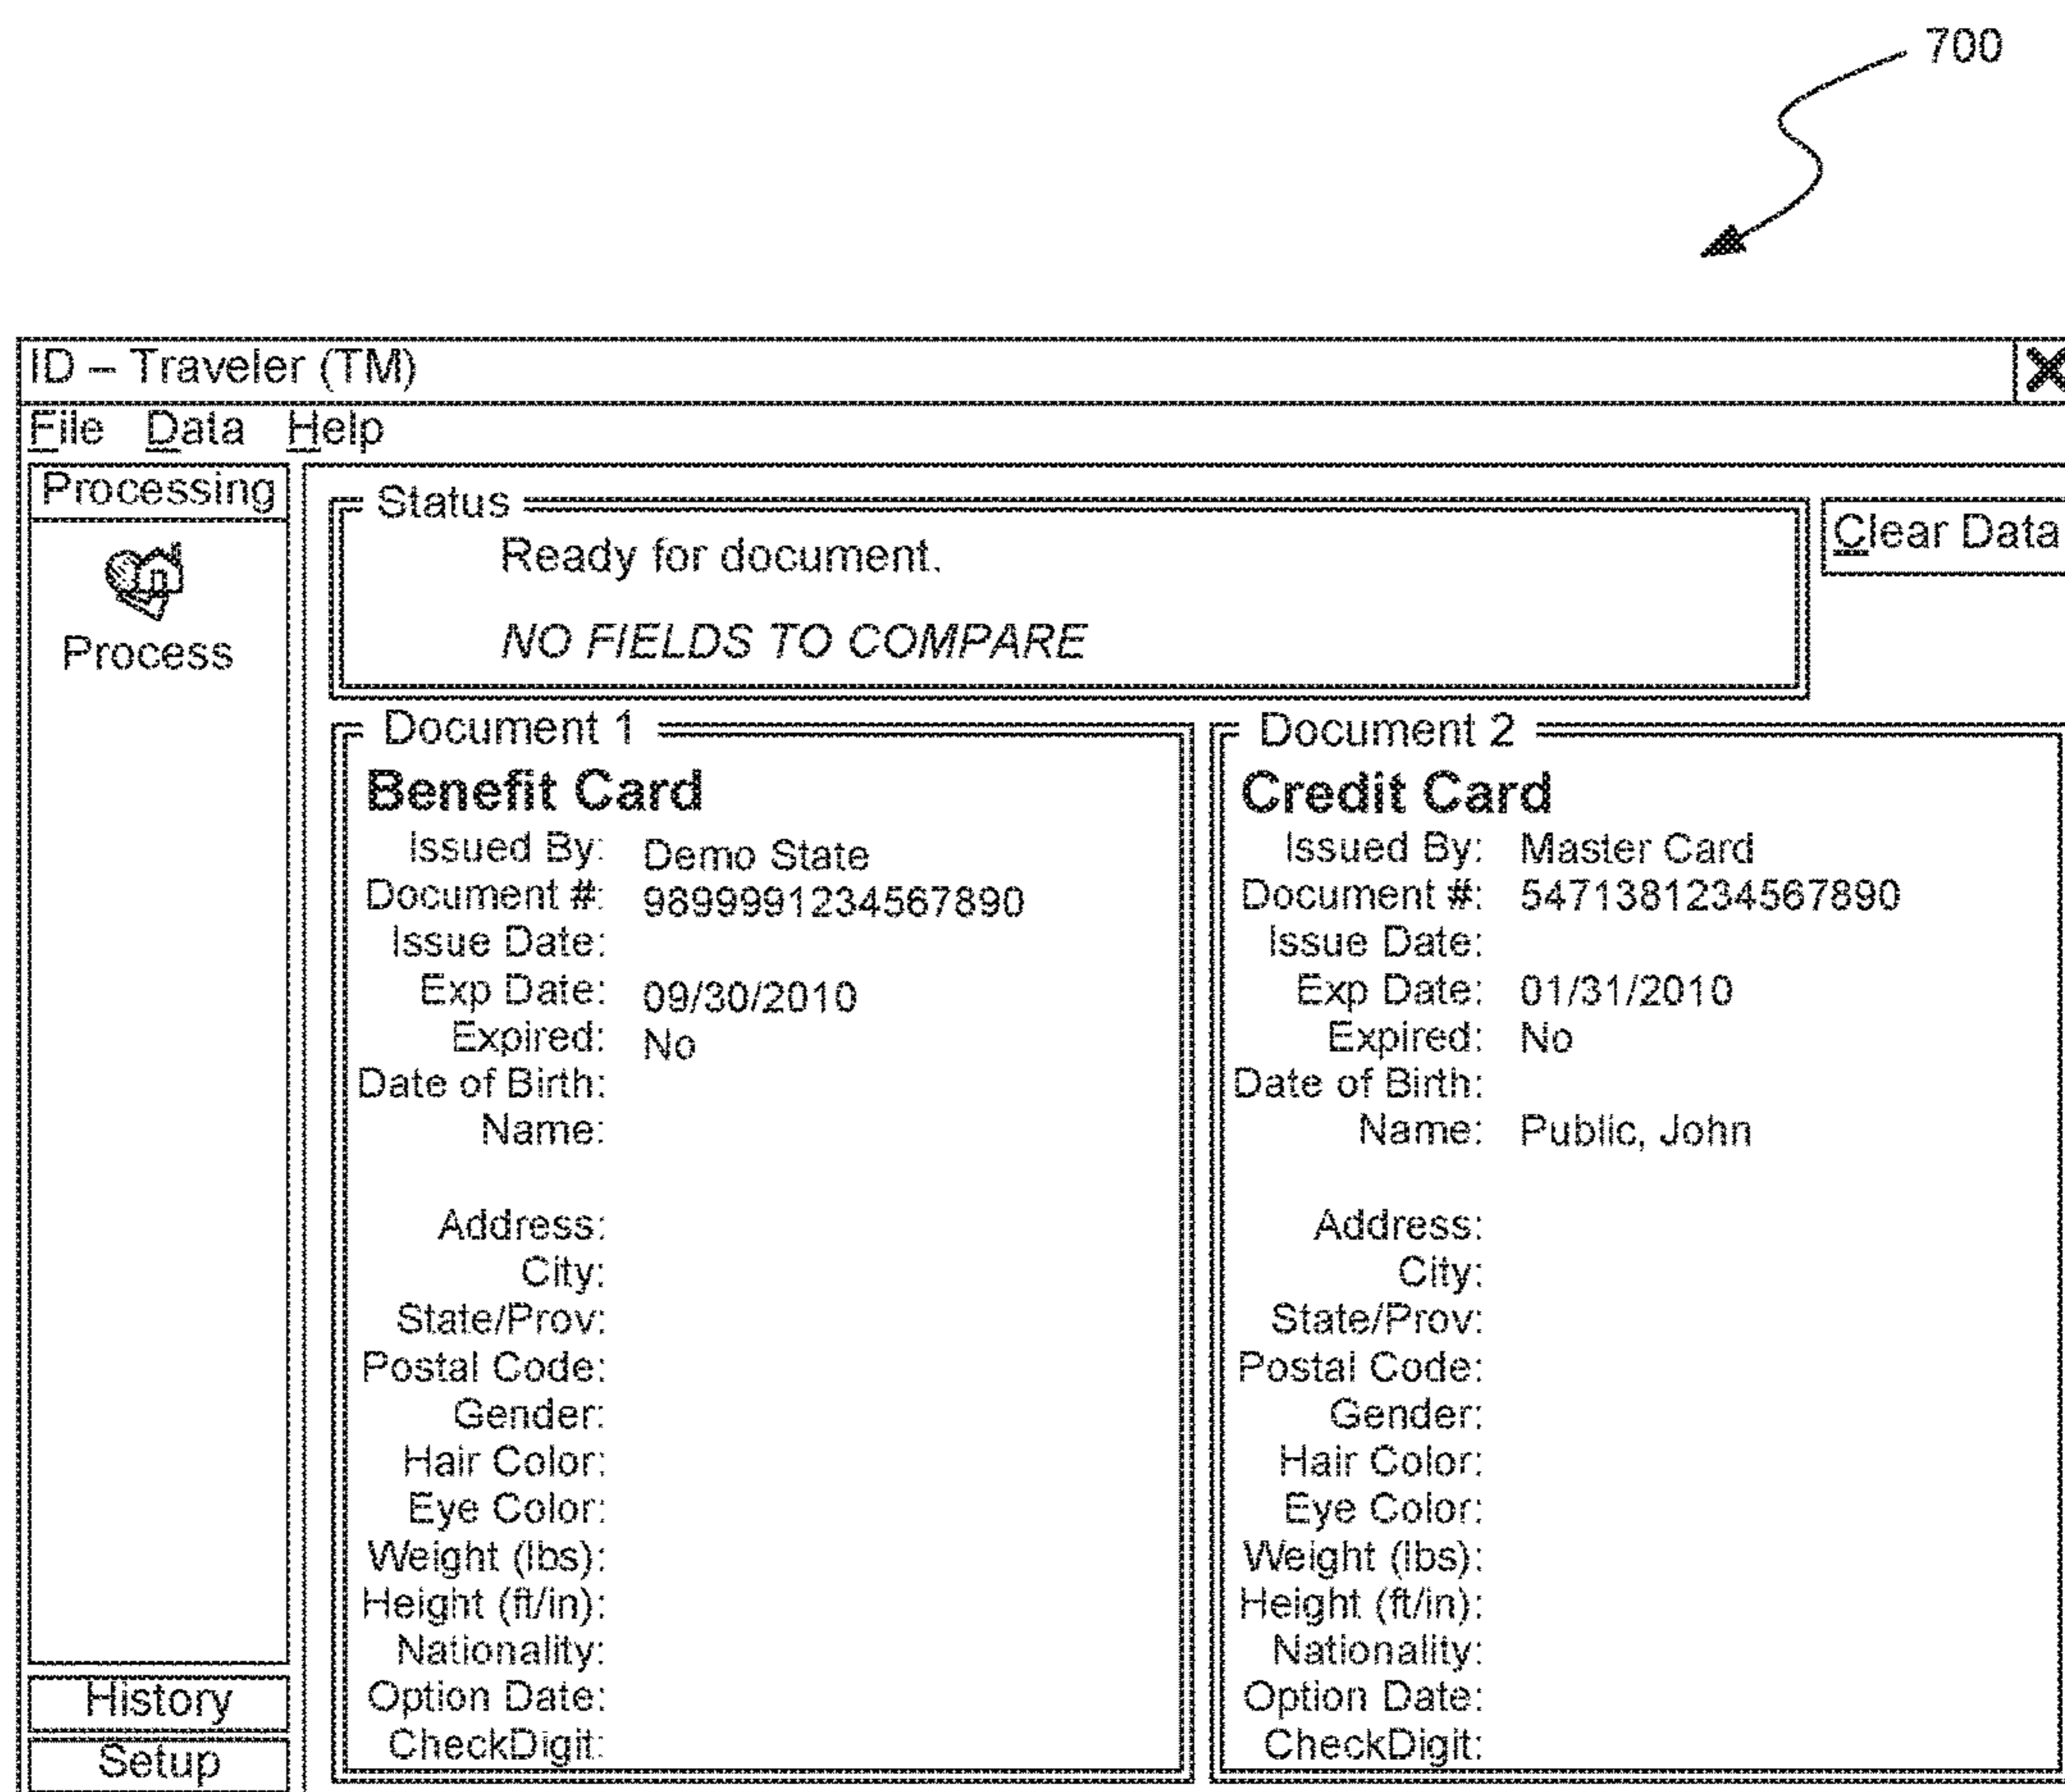 700
ID – Traveler (TM)
File Data Help
Processing
Process
History
Setup
Status
Ready for document.
NO FIELDS TO COMPARE
Clear Data
Document 1
Benefit Card
Issued By: Demo State
Document #: 9899991234567890
Issue Date:
Exp Date: 09/30/2010
Expired: No
Date of Birth:
Name:
Address:
City:
State/Prov:
Postal Code:
Gender:
Hair Color:
Eye Color:
Weight (lbs):
Height (ft/in):
Nationality:
Option Date:
CheckDigit:
Document 2
Credit Card
Issued By: Master Card
Document #: 5471381234567890
Issue Date:
Exp Date: 01/31/2010
Expired: No
Date of Birth:
Name: Public, John
Address:
City:
State/Prov:
Postal Code:
Gender:
Hair Color:
Eye Color:
Weight (lbs):
Height (ft/in):
Nationality:
Option Date:
CheckDigit: